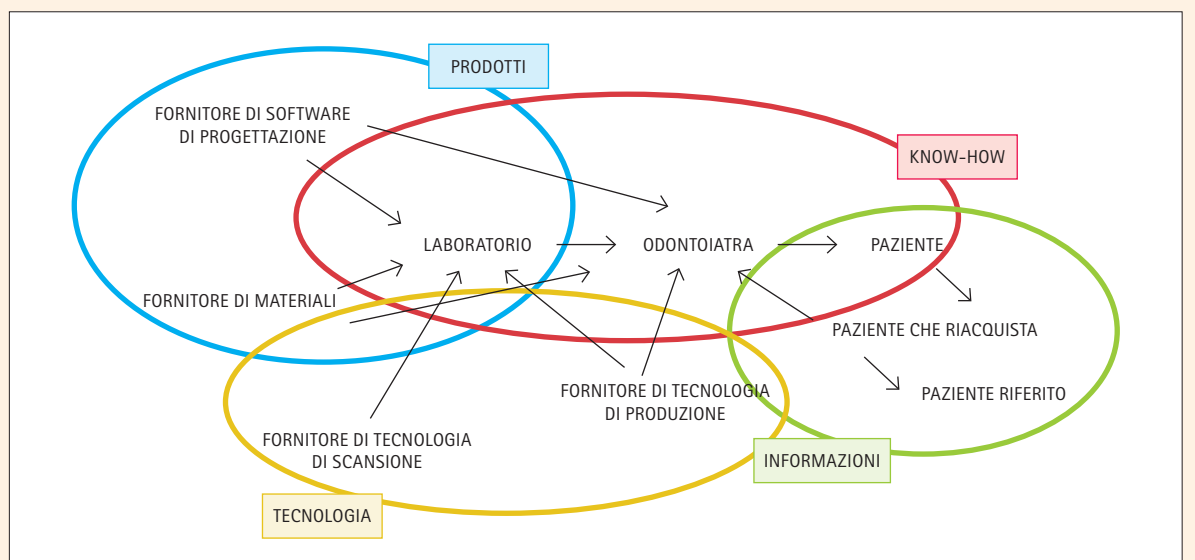 PRODOTTI
FORNITORE DI SOFTWARE
DI PROGETTAZIONE
KNOW-HOW
LABORATORIO
ODONTOIATRA
PAZIENTE
FORNITORE DI MATERIALI
PAZIENTE CHE RIACQUISTA
FORNITORE DI TECNOLOGIA
DI PRODUZIONE
PAZIENTE RIFERITO
FORNITORE DI TECNOLOGIA
DI SCANSIONE
INFORMAZIONI
TECNOLOGIA